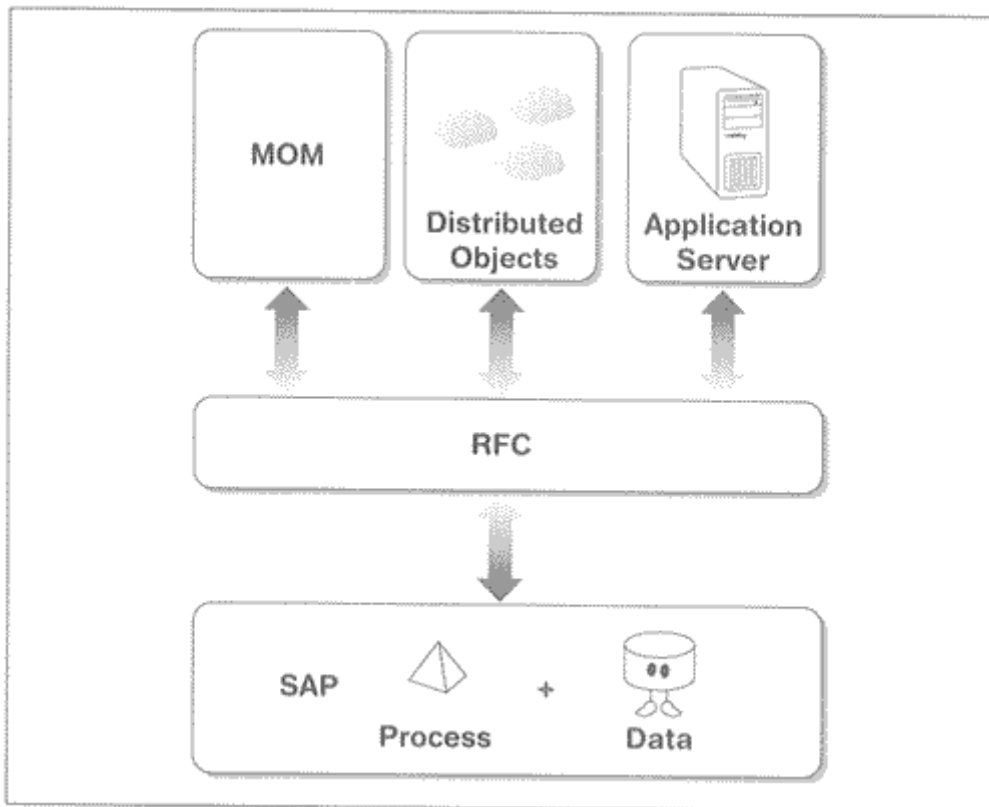 MOM
Distributed
Objects
Application
Server
RFC
SAP
+
Process
Data